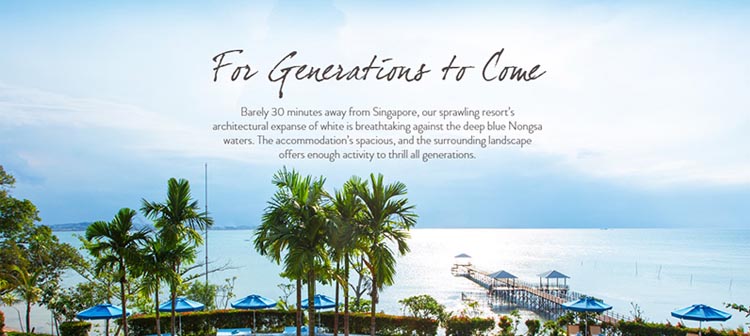 For Generations to Come
Barely 30 minutes away from Singapore, our sprawling resort's
architectural expanse of white is breathtaking against the deep blue Nongsa
waters. The accommodation's spacious, and the surrounding landscape
offers enough activity to thrill all generations.